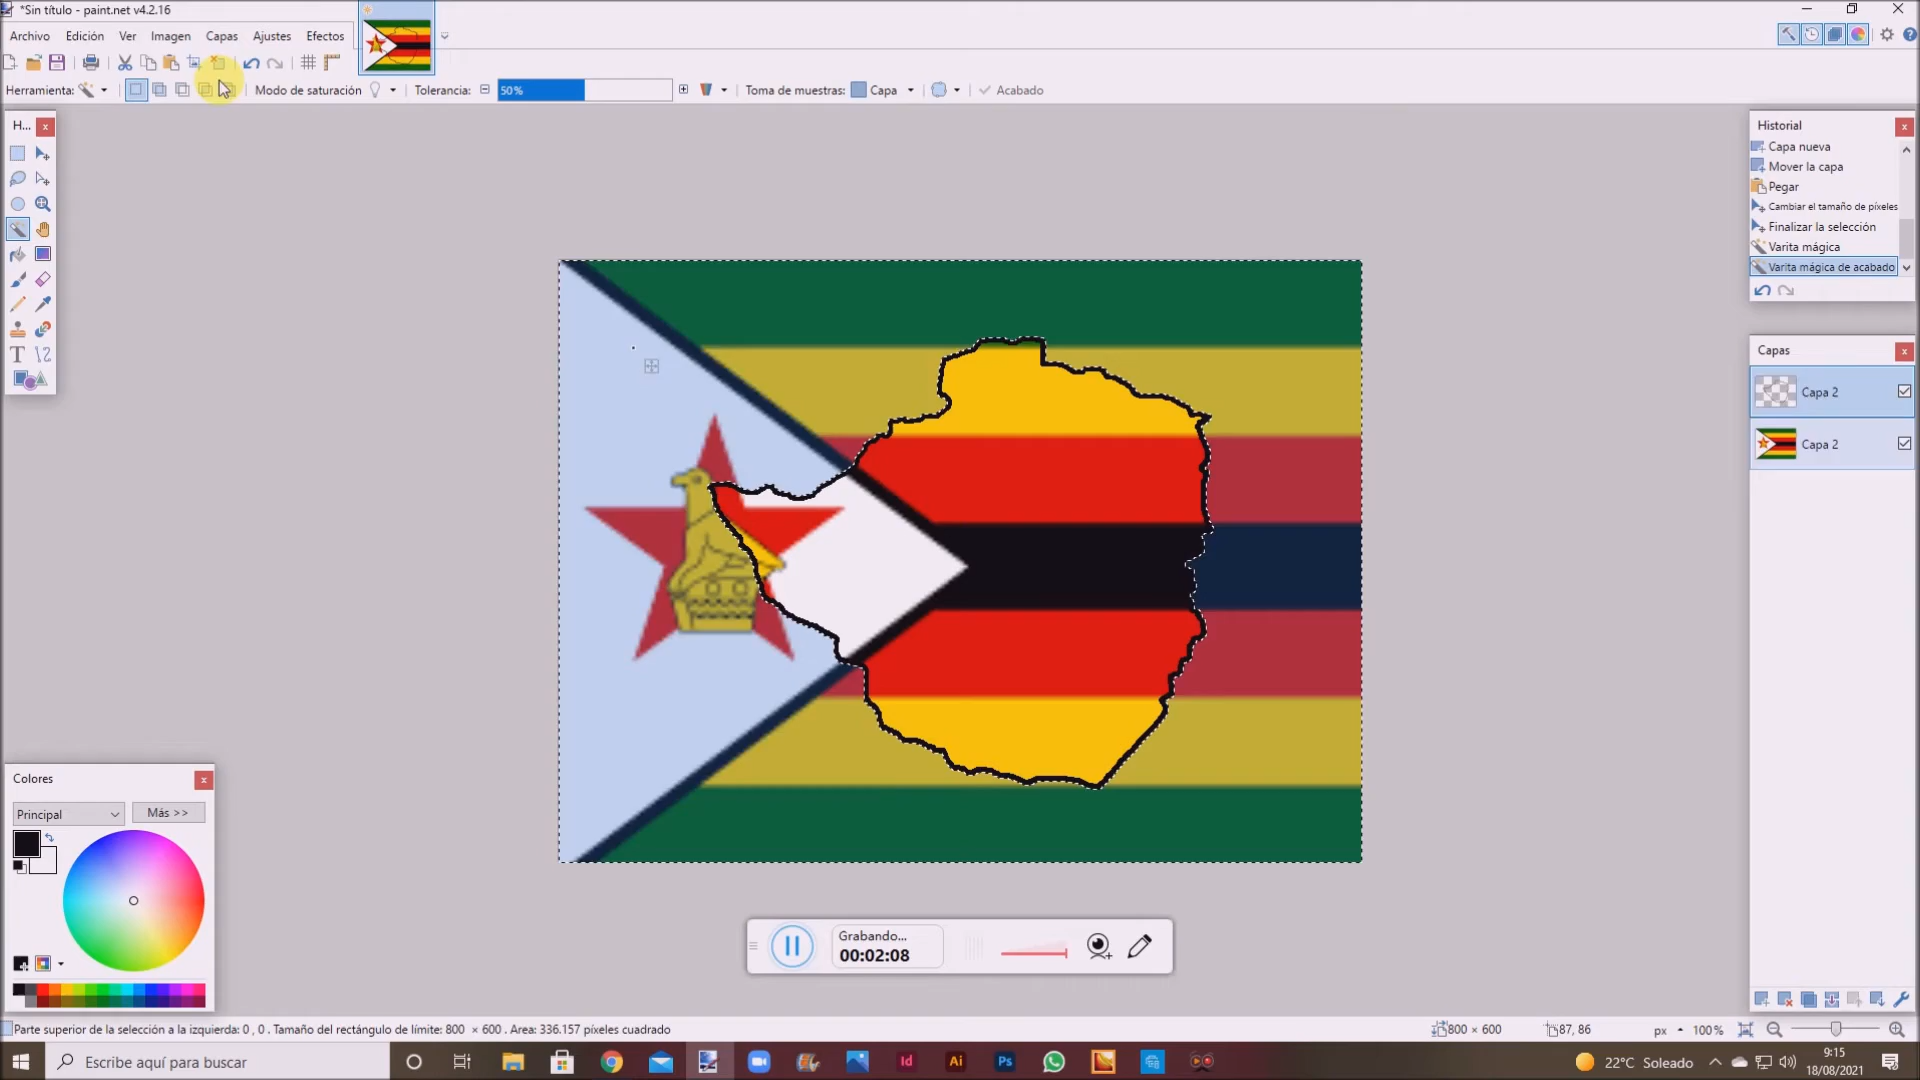 *Sin título - paint.net v4.2.16
Archivo Edición Ver Imagen Capas Ajustes Efectos
Herramienta: Modo de saturación Tolerancia: 50% Toma de muestras: Capa Acabado
H...
Historial
Capa nueva
Mover la capa
Pegar
Cambiar el tamaño de píxeles
Finalizar la selección
Varita mágica
Varita mágica de acabado
Capas
Capa 2
Capa 2
Colores
Principal Más >>
Grabando...
00:02:08
Parte superior de la selección a la izquierda: 0 , 0 . Tamaño del rectángulo de límite: 800 × 600 . Area: 336.157 píxeles cuadrado 800 × 600 87, 86 px 100%
Escribe aquí para buscar
Id Ai Ps
22°C Soleado
9:15
18/08/2021